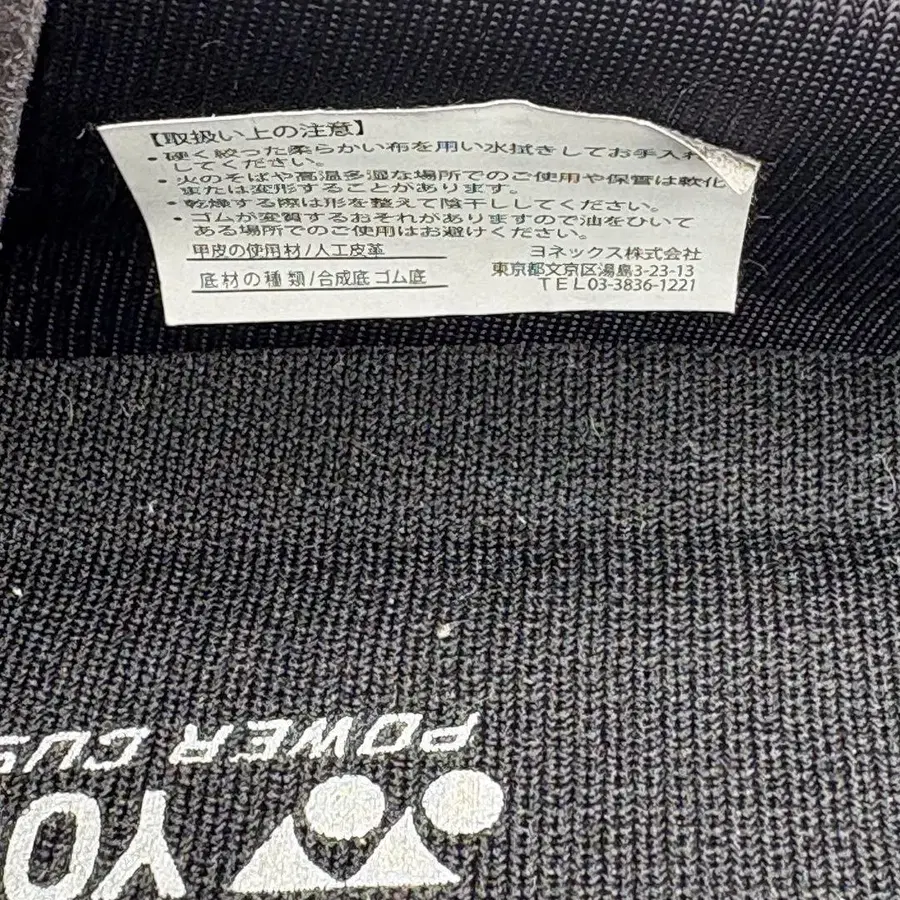 【取扱い上の注意】
・硬く絞った柔らかい布を用い水拭きしてお手入れ
してください。
・火のそばや高温多湿な場所でのご使用や保管は軟化
または変形することがあります。
・乾燥する際は形を整えて陰干ししてください。
・ゴムが変質するおそれがありますので油をひいて
ある場所でのご使用はお避けください。
甲皮の使用材/人工皮革
ヨネックス株式会社
底材の種類/合成底 ゴム底
東京都文京区湯島3-23-13
TEL03-3836-1221
POWER CUS
YO